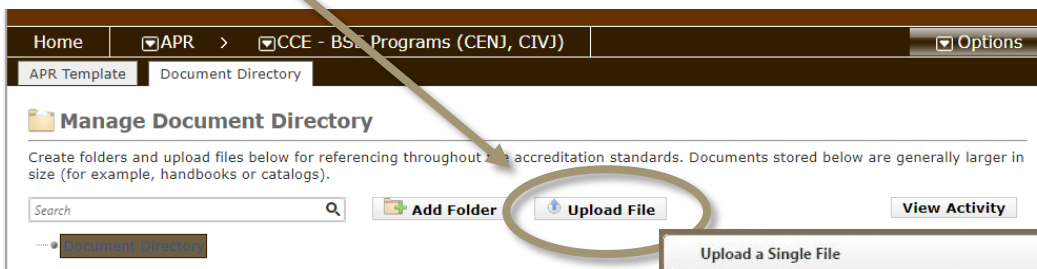 Home APR > CCE - BSE Programs (CENJ, CIVJ) Options
APR Template Document Directory
Manage Document Directory
Create folders and upload files below for referencing throughout the accreditation standards. Documents stored below are generally larger in
size (for example, handbooks or catalogs).
Search Add Folder Upload File View Activity
Document Directory
Upload a Single File